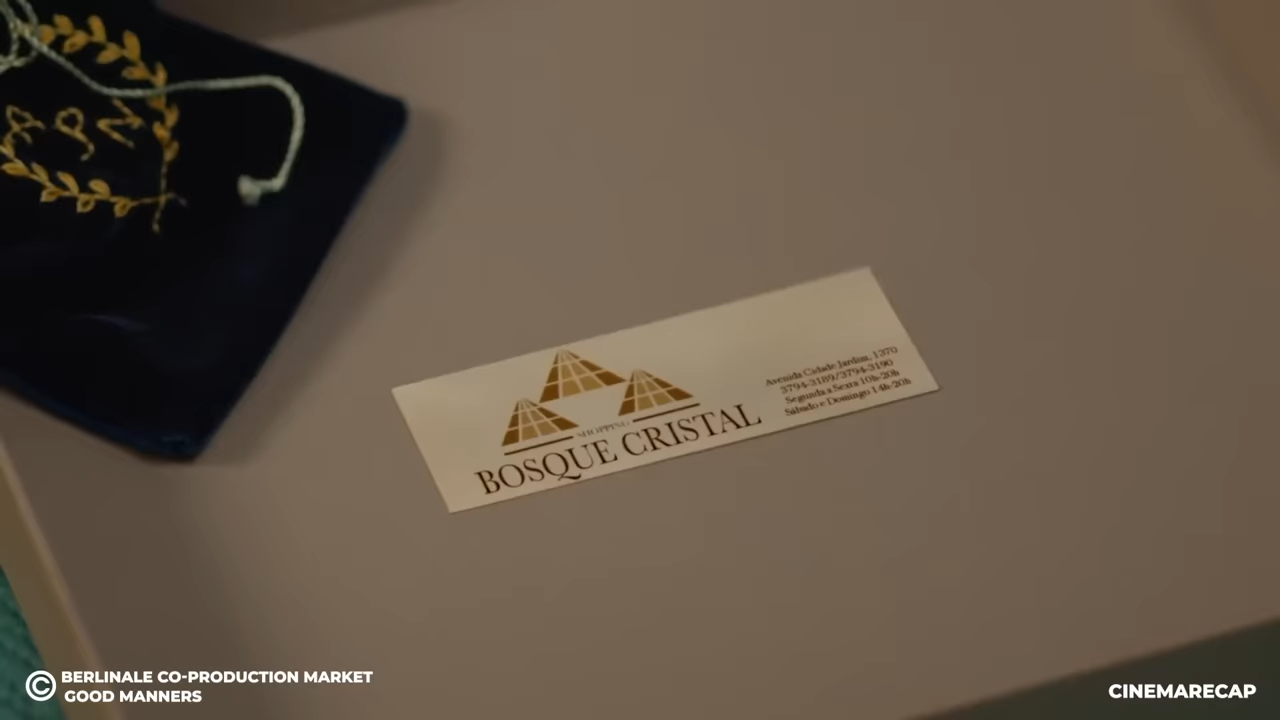 SHOPPING
BOSQUE CRISTAL
Avenida Cidade Jardim, 1370
3794-3189/3794-3190
Segunda a Sexta 10h-20h
Sábado e Domingo 14h-20h
© BERLINALE CO-PRODUCTION MARKET
GOOD MANNERS
CINEMARECAP